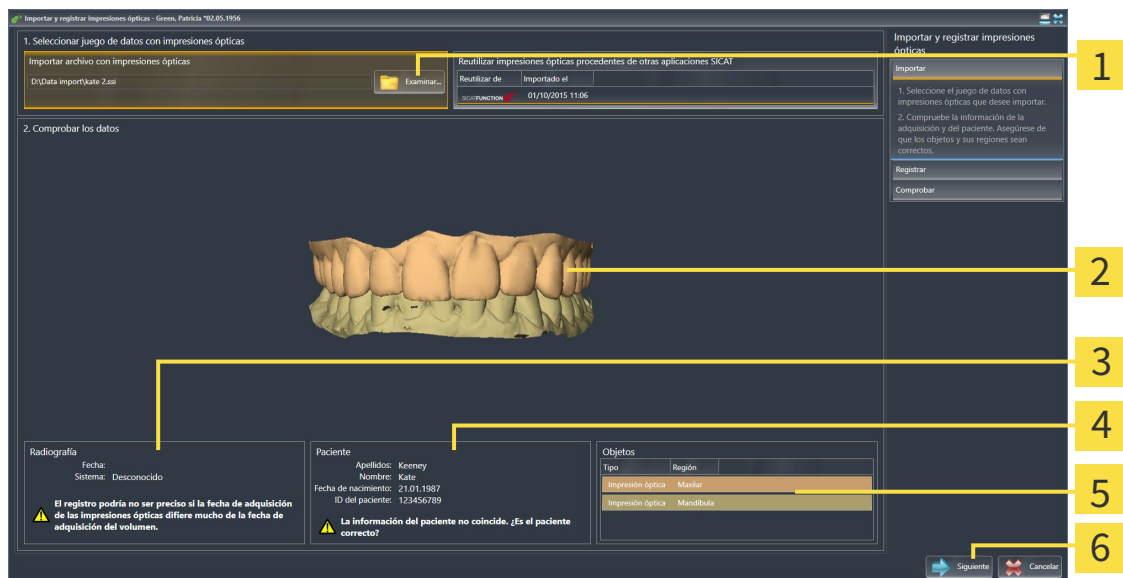 Importar y registrar impresiones ópticas - Green, Patricia *02.05.1956
1. Seleccionar juego de datos con impresiones ópticas
Importar archivo con impresiones ópticas
D:\Data import\kate 2.ssi
Examinar...
Reutilizar impresiones ópticas procedentes de otras aplicaciones SICAT
Reutilizar de
Importado el
SICATFUNCTION
01/10/2015 11:06
2. Comprobar los datos
Radiografía
Fecha:
Sistema: Desconocido
El registro podría no ser preciso si la fecha de adquisición
de las impresiones ópticas difiere mucho de la fecha de
adquisición del volumen.
Paciente
Apellidos: Keeney
Nombre: Kate
Fecha de nacimiento: 21.01.1987
ID del paciente: 123456789
La información del paciente no coincide. ¿Es el paciente
correcto?
Objetos
Tipo
Región
Impresión óptica Maxilar
Impresión óptica Mandíbula
Importar y registrar impresiones
ópticas
Importar
1. Seleccione el juego de datos con
impresiones ópticas que desee importar.
2. Compruebe la información de la
adquisición y del paciente. Asegúrese de
que los objetos y sus regiones sean
correctos.
Registrar
Comprobar
Siguiente
Cancelar
1
2
3
4
5
6